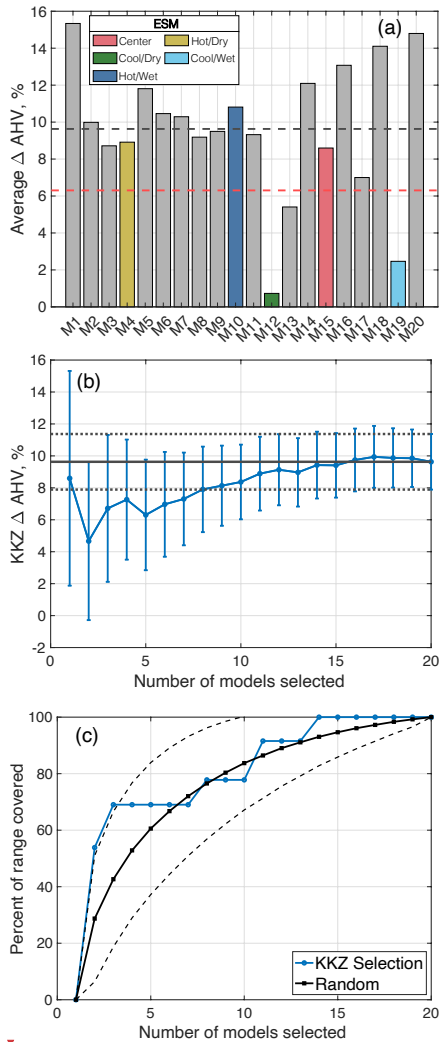 (a)
ESM
Center
Hot/Dry
Cool/Dry
Cool/Wet
Hot/Wet
Average Δ AHV, %
16
14
12
10
8
6
4
2
0
M1 M2 M3 M4 M5 M6 M7 M8 M9 M10 M11 M12 M13 M14 M15 M16 M17 M18 M19 M20
(b)
KKZ Δ AHV, %
16
14
12
10
8
6
4
2
0
-2
0 5 10 15 20
Number of models selected
(c)
Percent of range covered
100
80
60
40
20
0
KKZ Selection
Random
0 5 10 15 20
Number of models selected